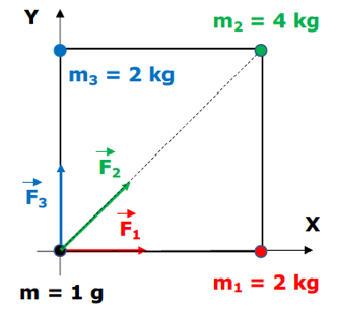 Y
m₂ = 4 kg
m₃ = 2 kg
F₂
F₃
F₁
X
m₁ = 2 kg
m = 1 g